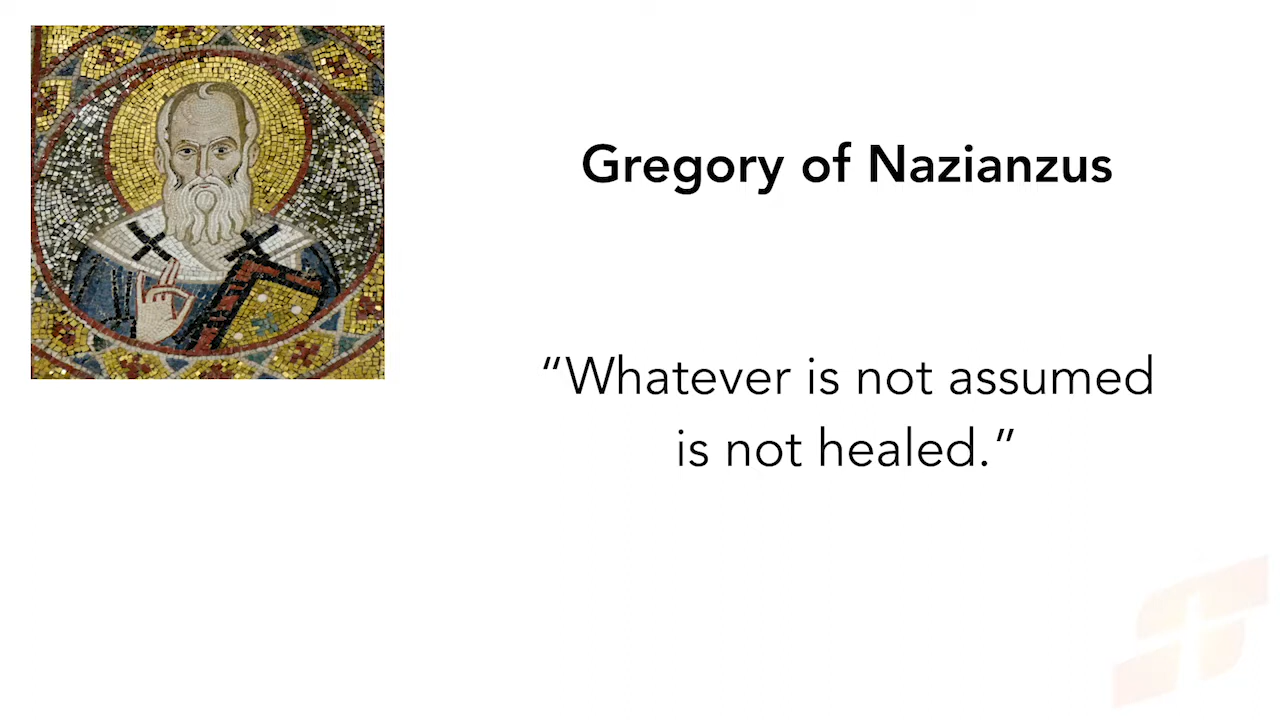 Gregory of Nazianzus
“Whatever is not assumed
is not healed.”